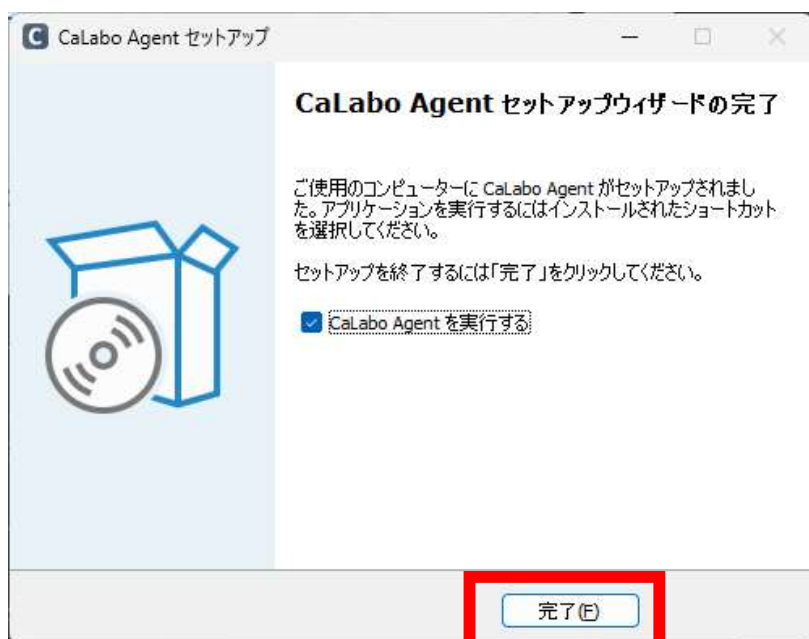 CaLabo Agent セットアップ
CaLabo Agent セットアップウィザードの完了
ご使用のコンピューターに CaLabo Agent がセットアップされまし
た。アプリケーションを実行するにはインストールされたショートカット
を選択してください。
セットアップを終了するには「完了」をクリックしてください。
CaLabo Agent を実行する
完了(F)